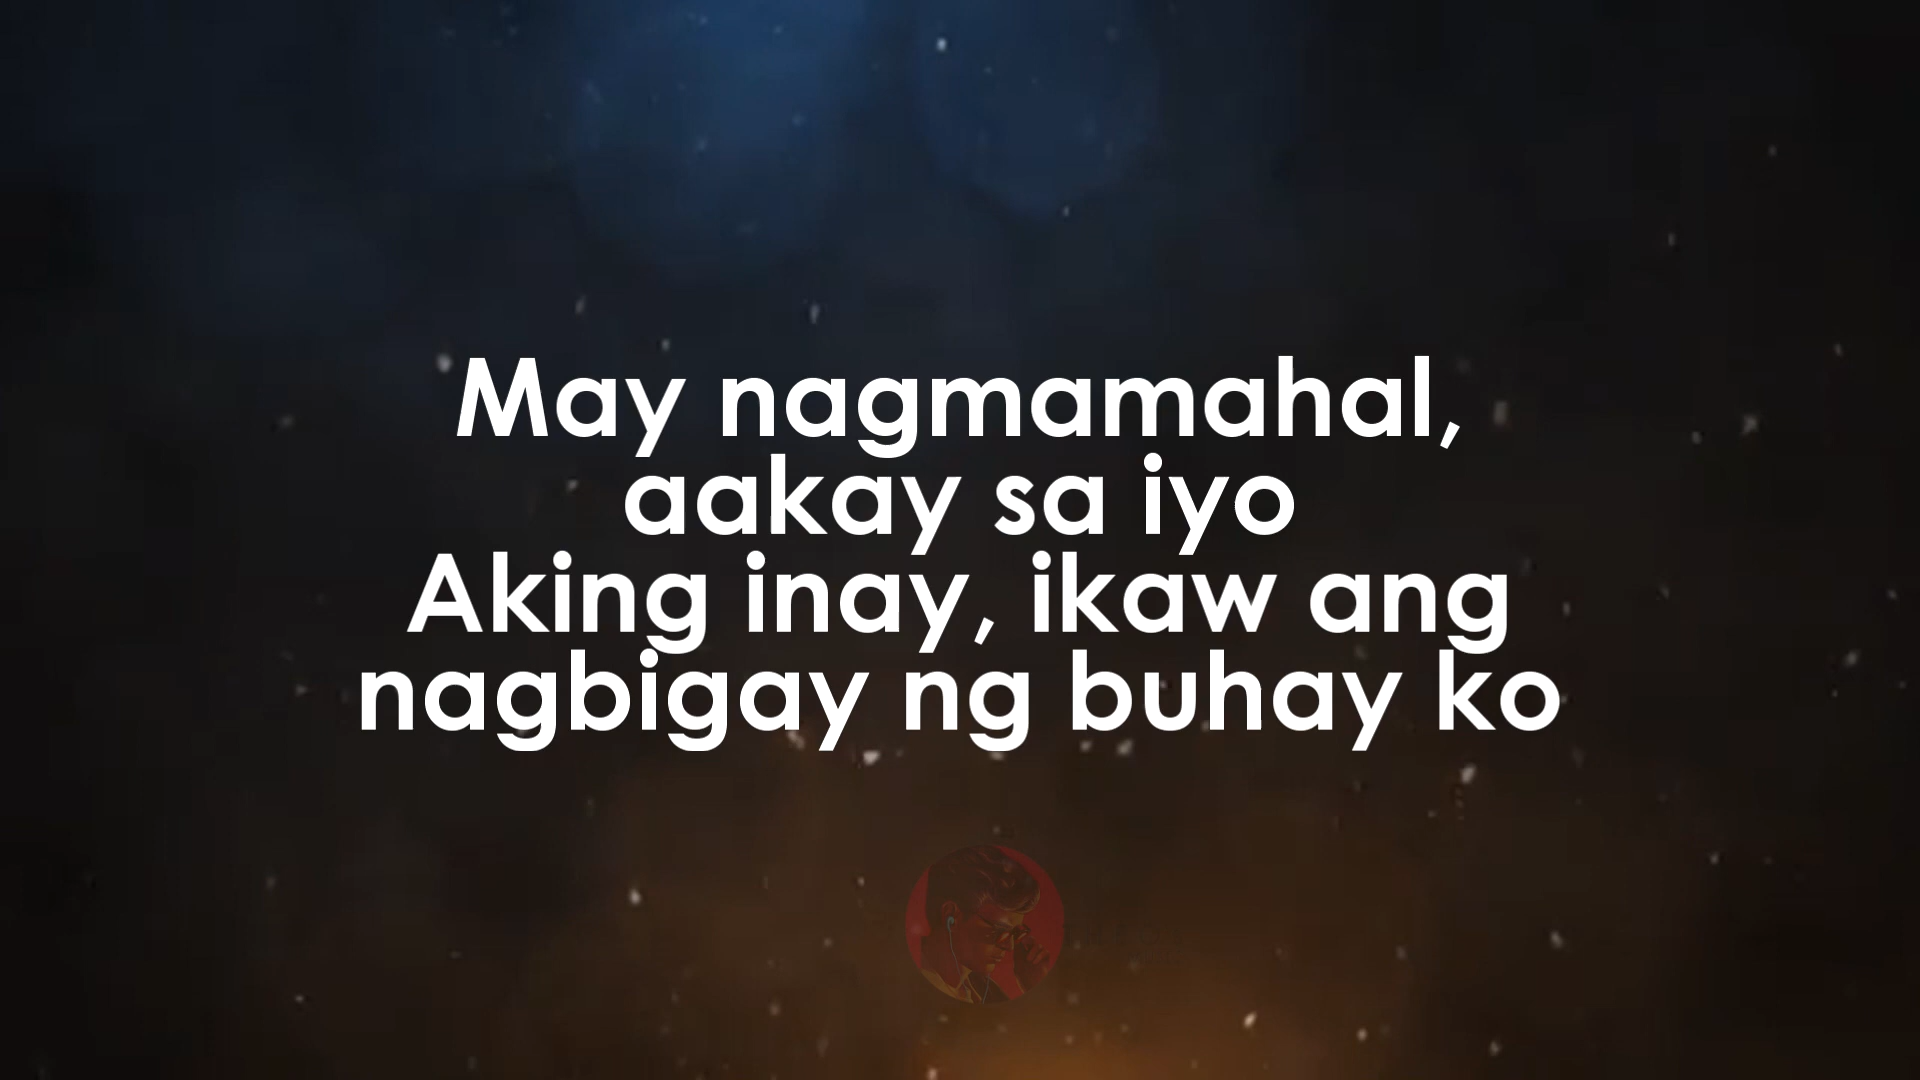 May nagmamahal,
aakay sa iyo
Aking inay, ikaw ang
nagbigay ng buhay ko